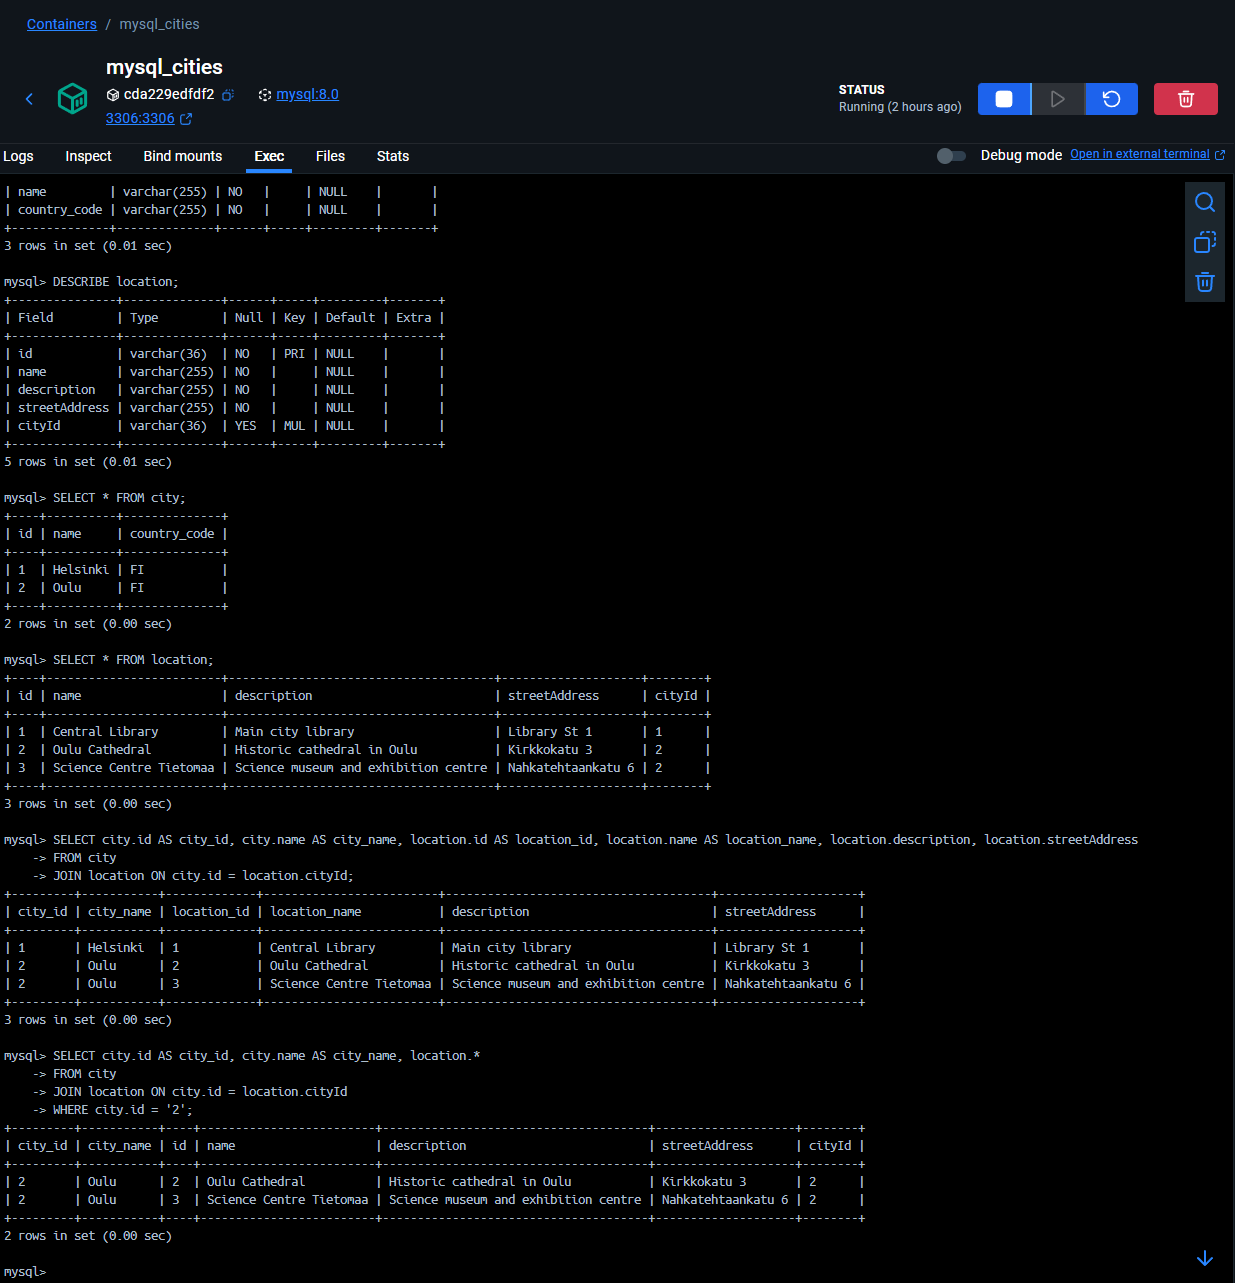 Containers / mysql_cities
mysql_cities
cda229edfdf2 mysql:8.0
3306:3306
STATUS
Running (2 hours ago)
Logs Inspect Bind mounts Exec Files Stats Debug mode Open in external terminal
| name         | varchar(255) | NO   |     | NULL    |       |
| country_code | varchar(255) | NO   |     | NULL    |       |
+--------------+--------------+------+-----+---------+-------+
3 rows in set (0.01 sec)
mysql> DESCRIBE location;
+---------------+--------------+------+-----+---------+-------+
| Field         | Type         | Null | Key | Default | Extra |
+---------------+--------------+------+-----+---------+-------+
| id            | varchar(36)  | NO   | PRI | NULL    |       |
| name          | varchar(255) | NO   |     | NULL    |       |
| description   | varchar(255) | NO   |     | NULL    |       |
| streetAddress | varchar(255) | NO   |     | NULL    |       |
| cityId        | varchar(36)  | YES  | MUL | NULL    |       |
+---------------+--------------+------+-----+---------+-------+
5 rows in set (0.01 sec)
mysql> SELECT * FROM city;
+----+----------+--------------+
| id | name     | country_code |
+----+----------+--------------+
| 1  | Helsinki | FI           |
| 2  | Oulu     | FI           |
+----+----------+--------------+
2 rows in set (0.00 sec)
mysql> SELECT * FROM location;
+----+-------------------------+--------------------------------------+--------------------+--------+
| id | name                    | description                          | streetAddress      | cityId |
+----+-------------------------+--------------------------------------+--------------------+--------+
| 1  | Central Library         | Main city library                    | Library St 1       | 1      |
| 2  | Oulu Cathedral          | Historic cathedral in Oulu           | Kirkkokatu 3       | 2      |
| 3  | Science Centre Tietomaa | Science museum and exhibition centre | Nahkatehtaankatu 6 | 2      |
+----+-------------------------+--------------------------------------+--------------------+--------+
3 rows in set (0.00 sec)
mysql> SELECT city.id AS city_id, city.name AS city_name, location.id AS location_id, location.name AS location_name, location.description, location.streetAddress
    -> FROM city
    -> JOIN location ON city.id = location.cityId;
+---------+-----------+-------------+-------------------------+--------------------------------------+--------------------+
| city_id | city_name | location_id | location_name           | description                          | streetAddress      |
+---------+-----------+-------------+-------------------------+--------------------------------------+--------------------+
| 1       | Helsinki  | 1           | Central Library         | Main city library                    | Library St 1       |
| 2       | Oulu      | 2           | Oulu Cathedral          | Historic cathedral in Oulu           | Kirkkokatu 3       |
| 2       | Oulu      | 3           | Science Centre Tietomaa | Science museum and exhibition centre | Nahkatehtaankatu 6 |
+---------+-----------+-------------+-------------------------+--------------------------------------+--------------------+
3 rows in set (0.00 sec)
mysql> SELECT city.id AS city_id, city.name AS city_name, location.*
    -> FROM city
    -> JOIN location ON city.id = location.cityId
    -> WHERE city.id = '2';
+---------+-----------+----+-------------------------+--------------------------------------+--------------------+--------+
| city_id | city_name | id | name                    | description                          | streetAddress      | cityId |
+---------+-----------+----+-------------------------+--------------------------------------+--------------------+--------+
| 2       | Oulu      | 2  | Oulu Cathedral          | Historic cathedral in Oulu           | Kirkkokatu 3       | 2      |
| 2       | Oulu      | 3  | Science Centre Tietomaa | Science museum and exhibition centre | Nahkatehtaankatu 6 | 2      |
+---------+-----------+----+-------------------------+--------------------------------------+--------------------+--------+
2 rows in set (0.00 sec)
mysql>